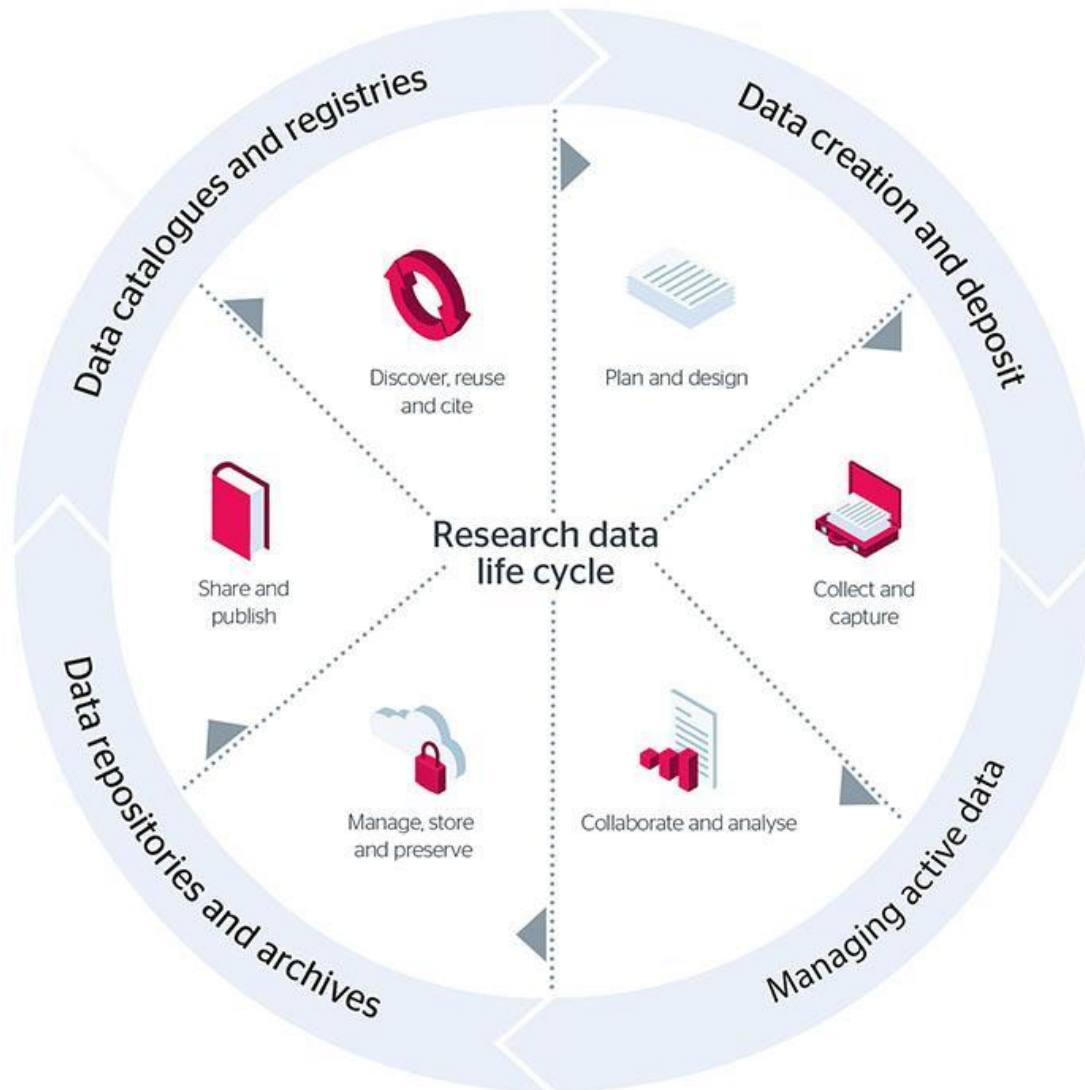 Data catalogues and registries
Data creation and deposit
Discover, reuse
and cite
Plan and design
Research data
life cycle
Share and
publish
Collect and
capture
Manage, store
and preserve
Collaborate and analyse
Data repositories and archives
Managing active data